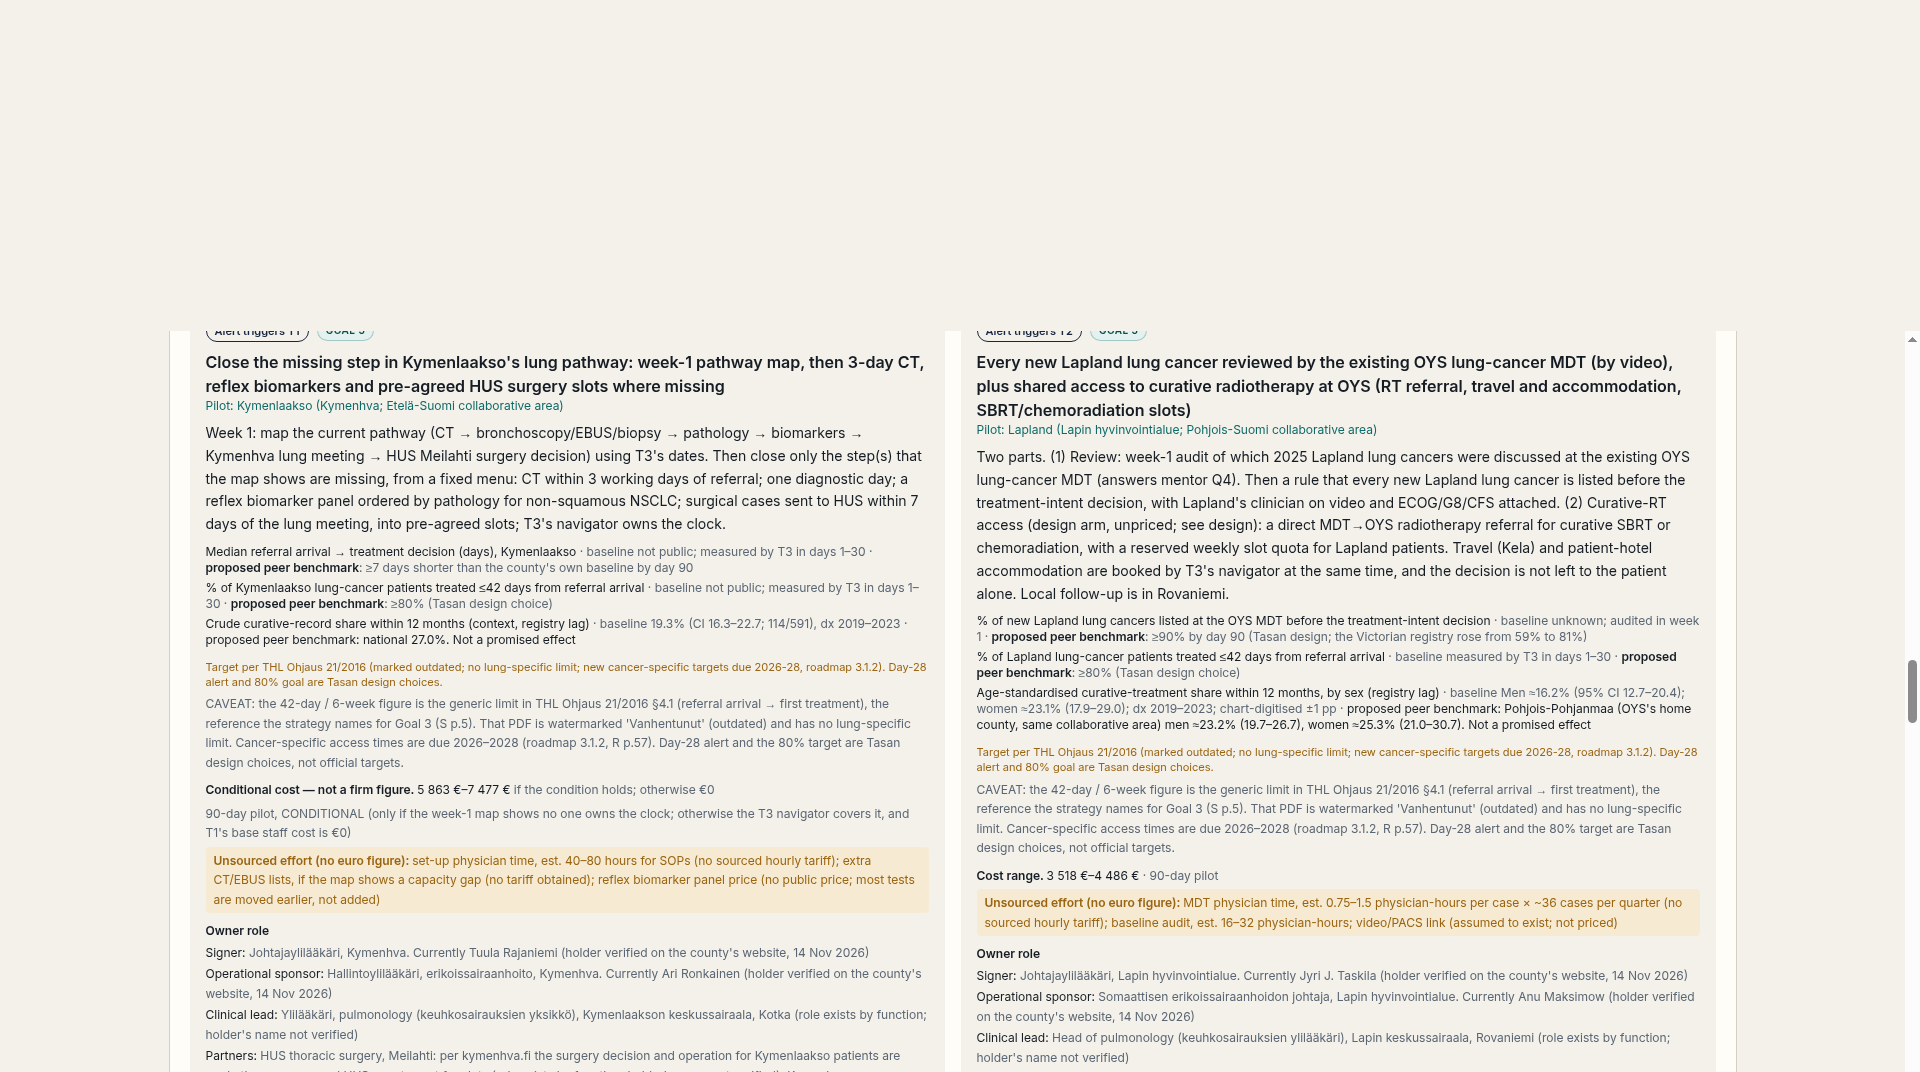 Alert triggers T1 GOAL 3
Close the missing step in Kymenlaakso's lung pathway: week-1 pathway map, then 3-day CT,
reflex biomarkers and pre-agreed HUS surgery slots where missing
Pilot: Kymenlaakso (Kymenhva; Etelä-Suomi collaborative area)
Week 1: map the current pathway (CT → bronchoscopy/EBUS/biopsy → pathology → biomarkers →
Kymenhva lung meeting → HUS Meilahti surgery decision) using T3's dates. Then close only the step(s) that
the map shows are missing, from a fixed menu: CT within 3 working days of referral; one diagnostic day; a
reflex biomarker panel ordered by pathology for non-squamous NSCLC; surgical cases sent to HUS within 7
days of the lung meeting, into pre-agreed slots; T3's navigator owns the clock.
Median referral arrival → treatment decision (days), Kymenlaakso · baseline not public; measured by T3 in days 1–30 ·
proposed peer benchmark: ≥7 days shorter than the county's own baseline by day 90
% of Kymenlaakso lung-cancer patients treated ≤42 days from referral arrival · baseline not public; measured by T3 in days 1–
30 · proposed peer benchmark: ≥80% (Tasan design choice)
Crude curative-record share within 12 months (context, registry lag) · baseline 19.3% (CI 16.3–22.7; 114/591), dx 2019–2023 ·
proposed peer benchmark: national 27.0%. Not a promised effect
Target per THL Ohjaus 21/2016 (marked outdated; no lung-specific limit; new cancer-specific targets due 2026-28, roadmap 3.1.2). Day-28
alert and 80% goal are Tasan design choices.
CAVEAT: the 42-day / 6-week figure is the generic limit in THL Ohjaus 21/2016 §4.1 (referral arrival → first treatment), the
reference the strategy names for Goal 3 (S p.5). That PDF is watermarked 'Vanhentunut' (outdated) and has no lung-specific
limit. Cancer-specific access times are due 2026–2028 (roadmap 3.1.2, R p.57). Day-28 alert and the 80% target are Tasan
design choices, not official targets.
Conditional cost — not a firm figure. 5 863 €–7 477 € if the condition holds; otherwise €0
90-day pilot, CONDITIONAL (only if the week-1 map shows no one owns the clock; otherwise the T3 navigator covers it, and
T1's base staff cost is €0)
Unsourced effort (no euro figure): set-up physician time, est. 40–80 hours for SOPs (no sourced hourly tariff); extra
CT/EBUS lists, if the map shows a capacity gap (no tariff obtained); reflex biomarker panel price (no public price; most tests
are moved earlier, not added)
Owner role
Signer: Johtajaylilääkäri, Kymenhva. Currently Tuula Rajaniemi (holder verified on the county's website, 14 Nov 2026)
Operational sponsor: Hallintoylilääkäri, erikoissairaanhoito, Kymenhva. Currently Ari Ronkainen (holder verified on the county's
website, 14 Nov 2026)
Clinical lead: Ylilääkäri, pulmonology (keuhkosairauksien yksikkö), Kymenlaakson keskussairaala, Kotka (role exists by function;
holder's name not verified)
Partners: HUS thoracic surgery, Meilahti: per kymenhva.fi the surgery decision and operation for Kymenlaakso patients are
Alert triggers T2 GOAL 3
Every new Lapland lung cancer reviewed by the existing OYS lung-cancer MDT (by video),
plus shared access to curative radiotherapy at OYS (RT referral, travel and accommodation,
SBRT/chemoradiation slots)
Pilot: Lapland (Lapin hyvinvointialue; Pohjois-Suomi collaborative area)
Two parts. (1) Review: week-1 audit of which 2025 Lapland lung cancers were discussed at the existing OYS
lung-cancer MDT (answers mentor Q4). Then a rule that every new Lapland lung cancer is listed before the
treatment-intent decision, with Lapland's clinician on video and ECOG/G8/CFS attached. (2) Curative-RT
access (design arm, unpriced; see design): a direct MDT→OYS radiotherapy referral for curative SBRT or
chemoradiation, with a reserved weekly slot quota for Lapland patients. Travel (Kela) and patient-hotel
accommodation are booked by T3's navigator at the same time, and the decision is not left to the patient
alone. Local follow-up is in Rovaniemi.
% of new Lapland lung cancers listed at the OYS MDT before the treatment-intent decision · baseline unknown; audited in week
1 · proposed peer benchmark: ≥90% by day 90 (Tasan design; the Victorian registry rose from 59% to 81%)
% of Lapland lung-cancer patients treated ≤42 days from referral arrival · baseline measured by T3 in days 1–30 · proposed
peer benchmark: ≥80% (Tasan design choice)
Age-standardised curative-treatment share within 12 months, by sex (registry lag) · baseline Men ≈16.2% (95% CI 12.7–20.4);
women ≈23.1% (17.9–29.0); dx 2019–2023; chart-digitised ±1 pp · proposed peer benchmark: Pohjois-Pohjanmaa (OYS's home
county, same collaborative area) men ≈23.2% (19.7–26.7), women ≈25.3% (21.0–30.7). Not a promised effect
Target per THL Ohjaus 21/2016 (marked outdated; no lung-specific limit; new cancer-specific targets due 2026-28, roadmap 3.1.2). Day-28
alert and 80% goal are Tasan design choices.
CAVEAT: the 42-day / 6-week figure is the generic limit in THL Ohjaus 21/2016 §4.1 (referral arrival → first treatment), the
reference the strategy names for Goal 3 (S p.5). That PDF is watermarked 'Vanhentunut' (outdated) and has no lung-specific
limit. Cancer-specific access times are due 2026–2028 (roadmap 3.1.2, R p.57). Day-28 alert and the 80% target are Tasan
design choices, not official targets.
Cost range. 3 518 €–4 486 € · 90-day pilot
Unsourced effort (no euro figure): MDT physician time, est. 0.75–1.5 physician-hours per case × ~36 cases per quarter (no
sourced hourly tariff); baseline audit, est. 16–32 physician-hours; video/PACS link (assumed to exist; not priced)
Owner role
Signer: Johtajaylilääkäri, Lapin hyvinvointialue. Currently Jyri J. Taskila (holder verified on the county's website, 14 Nov 2026)
Operational sponsor: Somaattisen erikoissairaanhoidon johtaja, Lapin hyvinvointialue. Currently Anu Maksimow (holder verified
on the county's website, 14 Nov 2026)
Clinical lead: Head of pulmonology (keuhkosairauksien ylilääkäri), Lapin keskussairaala, Rovaniemi (role exists by function;
holder's name not verified)